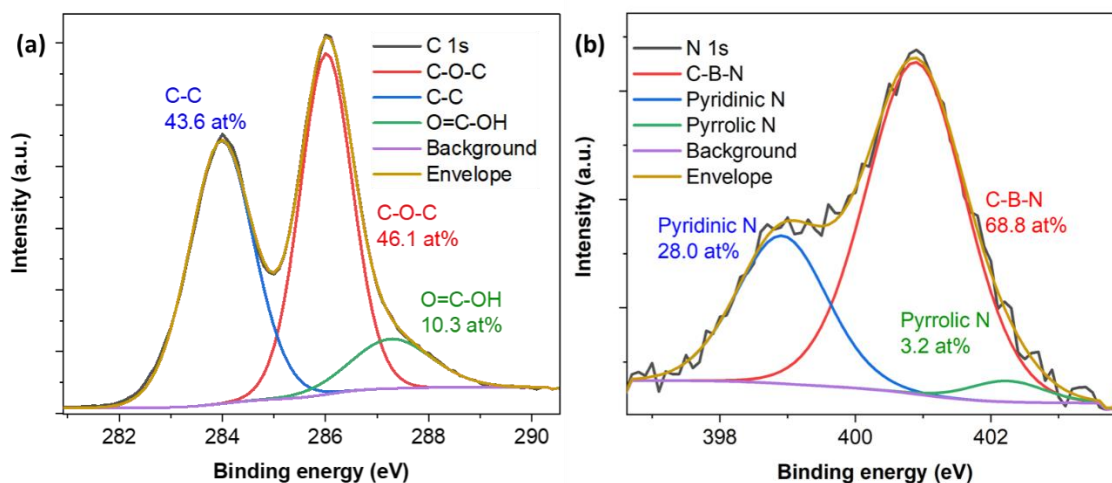 (a)
C 1s
C-O-C
C-C
O=C-OH
Background
Envelope
C-C
43.6 at%
C-O-C
46.1 at%
O=C-OH
10.3 at%
Intensity (a.u.)
282 284 286 288 290
Binding energy (eV)
(b)
N 1s
C-B-N
Pyridinic N
Pyrrolic N
Background
Envelope
Pyridinic N
28.0 at%
C-B-N
68.8 at%
Pyrrolic N
3.2 at%
Intensity (a.u.)
398 400 402
Binding energy (eV)